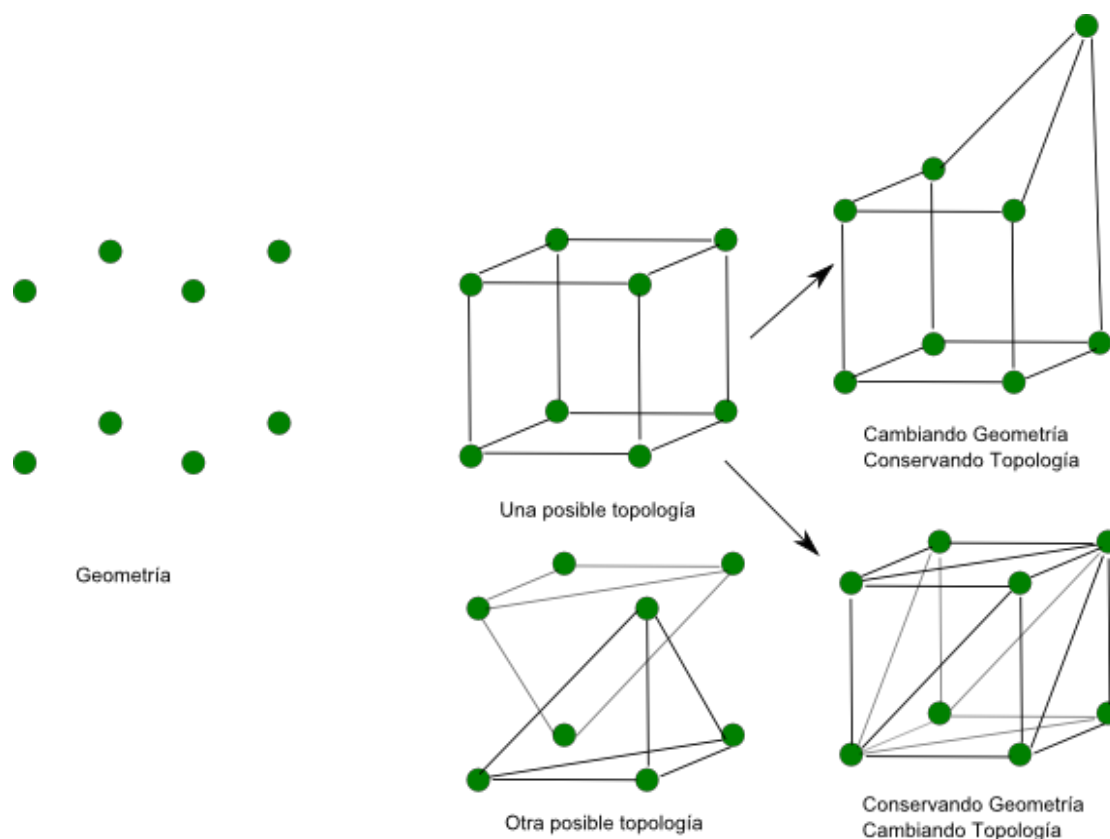 Geometría
Una posible topología
Otra posible topología
Cambiando Geometría
Conservando Topología
Conservando Geometría
Cambiando Topología